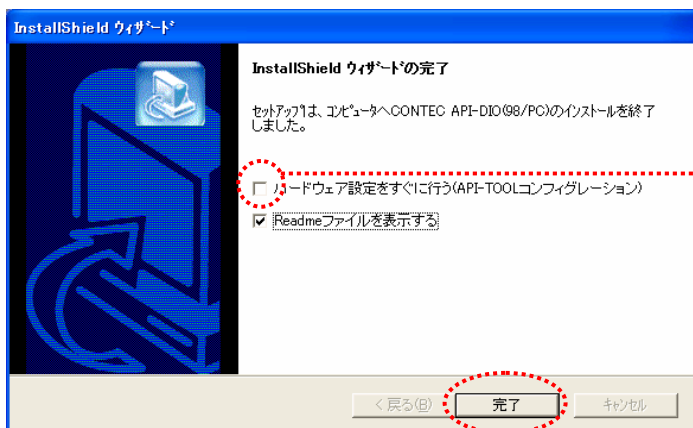 InstallShield ｳｨｻﾞｰﾄﾞ
InstallShield ｳｨｻﾞｰﾄﾞの完了
ｾｯﾄｱｯﾌﾟは、ｺﾝﾋﾟｭｰﾀへCONTEC API-DIO(98/PC)のｲﾝｽﾄｰﾙを終了
しました。
ハードウェア設定をすぐに行う(API-TOOLコンフィグレーション)
Readmeファイルを表示する
< 戻る(B)
完了
ｷｬﾝｾﾙ